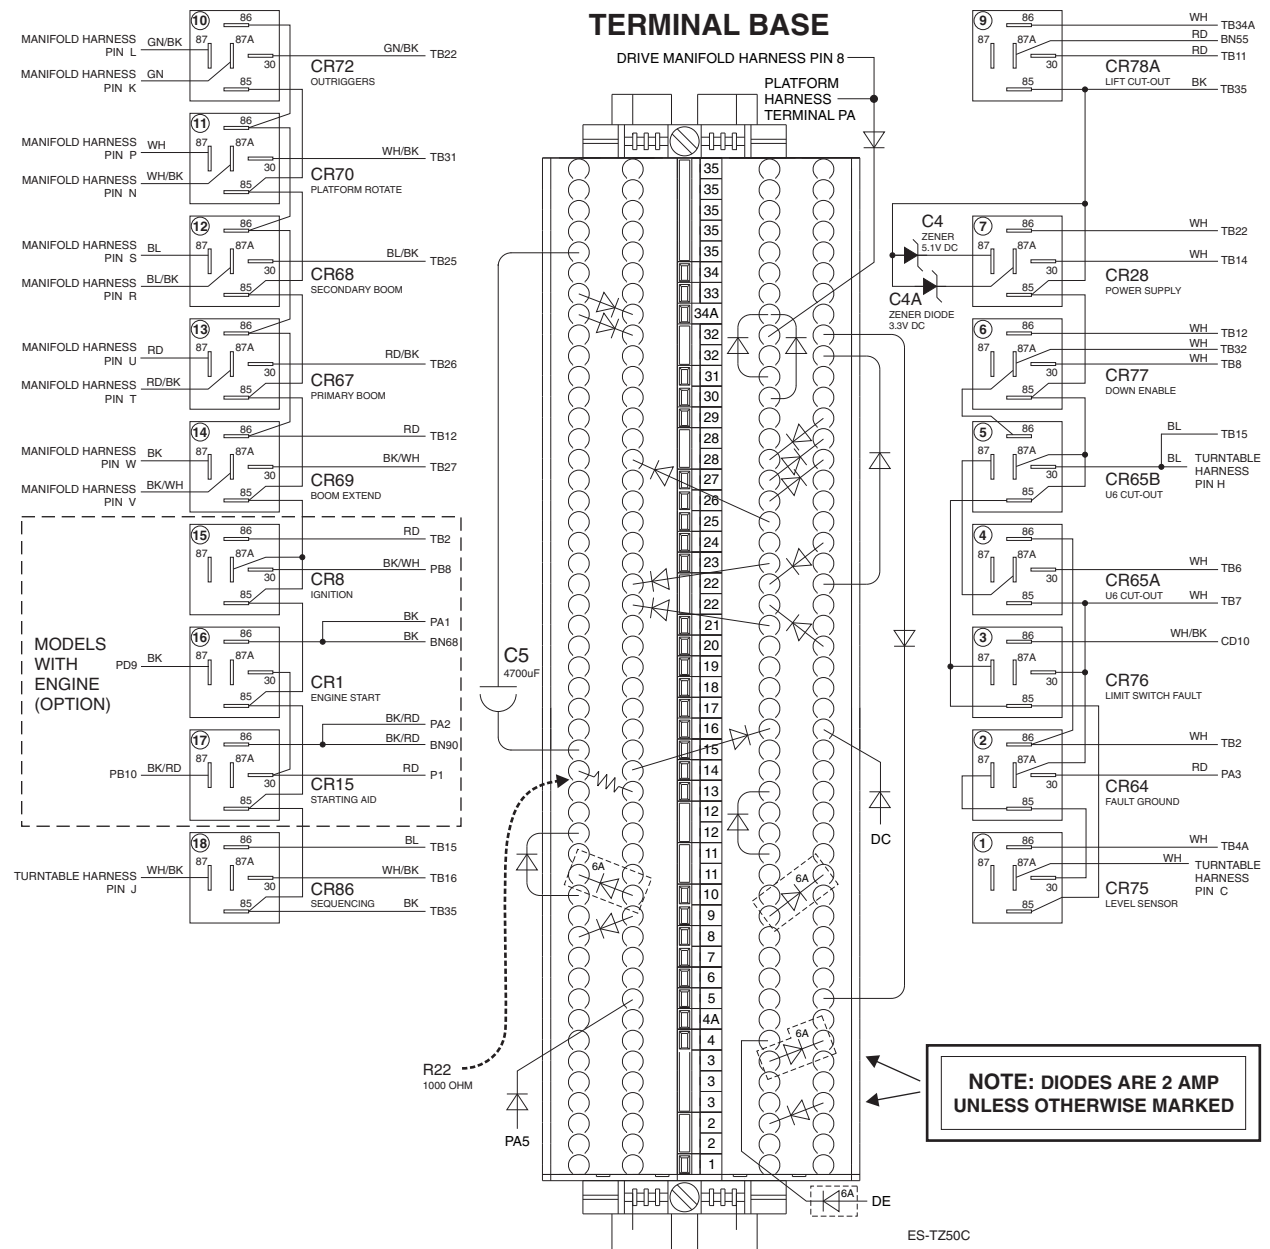 TERMINAL BASE
DRIVE MANIFOLD HARNESS PIN 8
PLATFORM
HARNESS
TERMINAL PA
10
86
87
87A
30
85
CR72
OUTRIGGERS
MANIFOLD HARNESS
PIN L
GN/BK
MANIFOLD HARNESS
PIN K
GN
GN/BK
TB22
11
86
87
87A
30
85
CR70
PLATFORM ROTATE
MANIFOLD HARNESS
PIN P
WH
MANIFOLD HARNESS
PIN N
WH/BK
WH/BK
TB31
12
86
87
87A
30
85
CR68
SECONDARY BOOM
MANIFOLD HARNESS
PIN S
BL
MANIFOLD HARNESS
PIN R
BL/BK
BL/BK
TB25
13
86
87
87A
30
85
CR67
PRIMARY BOOM
MANIFOLD HARNESS
PIN U
RD
MANIFOLD HARNESS
PIN T
RD/BK
RD/BK
TB26
14
86
87
87A
30
85
CR69
BOOM EXTEND
MANIFOLD HARNESS
PIN W
BK
MANIFOLD HARNESS
PIN V
BK/WH
RD
TB12
BK/WH
TB27
MODELS
WITH
ENGINE
(OPTION)
15
86
87
87A
30
85
CR8
IGNITION
RD
TB2
BK/WH
PB8
16
86
87
87A
30
85
CR1
ENGINE START
PD9
BK
BK
PA1
BK
BN68
17
86
87
87A
30
85
CR15
STARTING AID
PB10
BK/RD
BK/RD
PA2
BK/RD
BN90
RD
P1
18
86
87
87A
30
85
CR86
SEQUENCING
TURNTABLE HARNESS
PIN J
WH/BK
BL
TB15
WH/BK
TB16
BK
TB35
C5
4700uF
R22
1000 OHM
PA5
35
35
35
35
35
34
33
34A
32
32
31
30
29
28
28
27
26
25
24
23
22
22
21
20
19
18
17
16
15
14
13
12
12
11
11
10
9
8
7
6
5
4A
4
3
3
3
2
2
1
6A
6A
6A
6A
DC
DE
9
86
87
87A
30
85
CR78A
LIFT CUT-OUT
WH
TB34A
RD
BN55
RD
TB11
BK
TB35
C4
ZENER
5.1V DC
C4A
ZENER DIODE
3.3V DC
7
86
87
87A
30
85
CR28
POWER SUPPLY
WH
TB22
WH
TB14
6
86
87
87A
30
85
CR77
DOWN ENABLE
WH
TB12
WH
TB32
WH
TB8
5
86
87
87A
30
85
CR65B
U6 CUT-OUT
BL
TB15
BL
TURNTABLE
HARNESS
PIN H
4
86
87
87A
30
85
CR65A
U6 CUT-OUT
WH
TB6
WH
TB7
3
86
87
87A
30
85
CR76
LIMIT SWITCH FAULT
WH/BK
CD10
2
86
87
87A
30
85
CR64
FAULT GROUND
WH
TB2
RD
PA3
1
86
87
87A
30
85
CR75
LEVEL SENSOR
WH
TB4A
WH
TURNTABLE
HARNESS
PIN C
NOTE: DIODES ARE 2 AMP
UNLESS OTHERWISE MARKED
ES-TZ50C